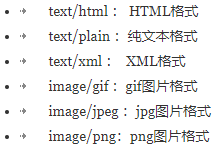 text/html： HTML格式
text/plain：纯文本格式
text/xml： XML格式
image/gif：gif图片格式
image/jpeg：jpg图片格式
image/png：png图片格式